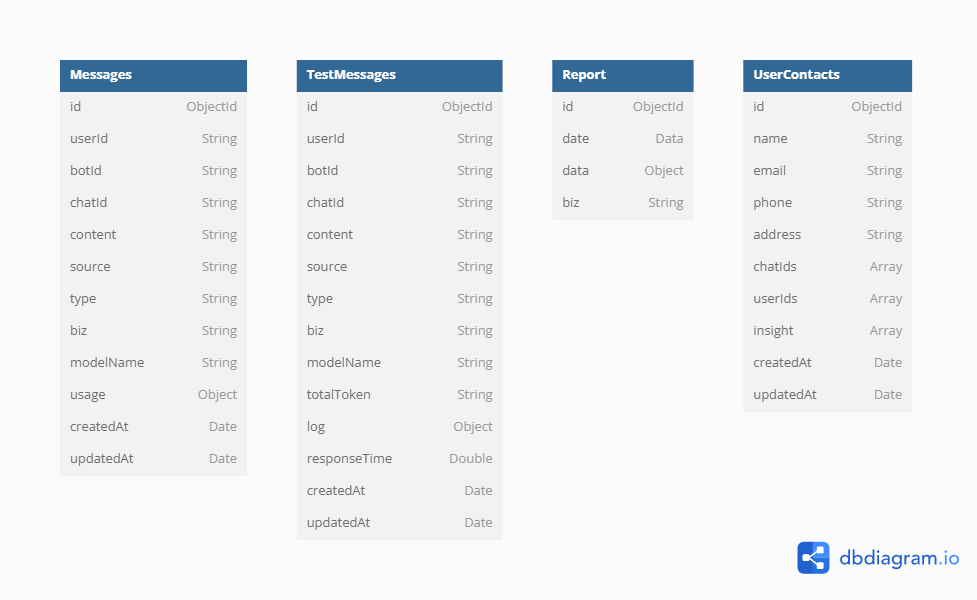 Messages
id ObjectId
userId String
botId String
chatId String
content String
source String
type String
biz String
modelName String
usage Object
createdAt Date
updatedAt Date
TestMessages
id ObjectId
userId String
botId String
chatId String
content String
source String
type String
biz String
modelName String
totalToken String
log Object
responseTime Double
createdAt Date
updatedAt Date
Report
id ObjectId
date Data
data Object
biz String
UserContacts
id ObjectId
name String
email String
phone String
address String
chatIds Array
userIds Array
insight Array
createdAt Date
updatedAt Date
dbdiagram.io